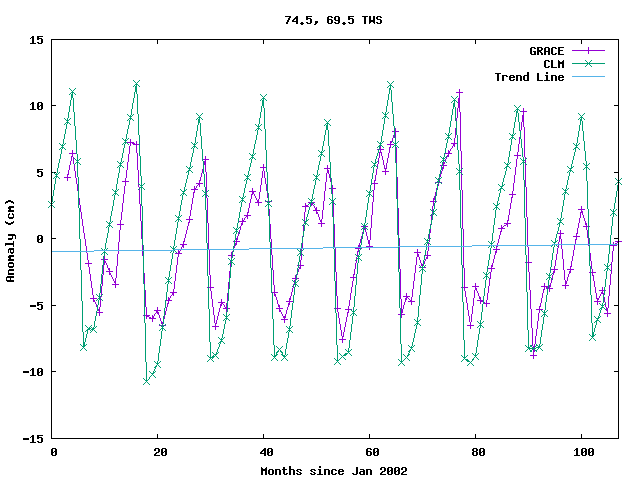 74.5, 69.5 TWS
15
GRACE
CLM
Trend Line
10
5
0
-5
-10
-15
Anomaly (cm)
0 20 40 60 80 100
Months since Jan 2002